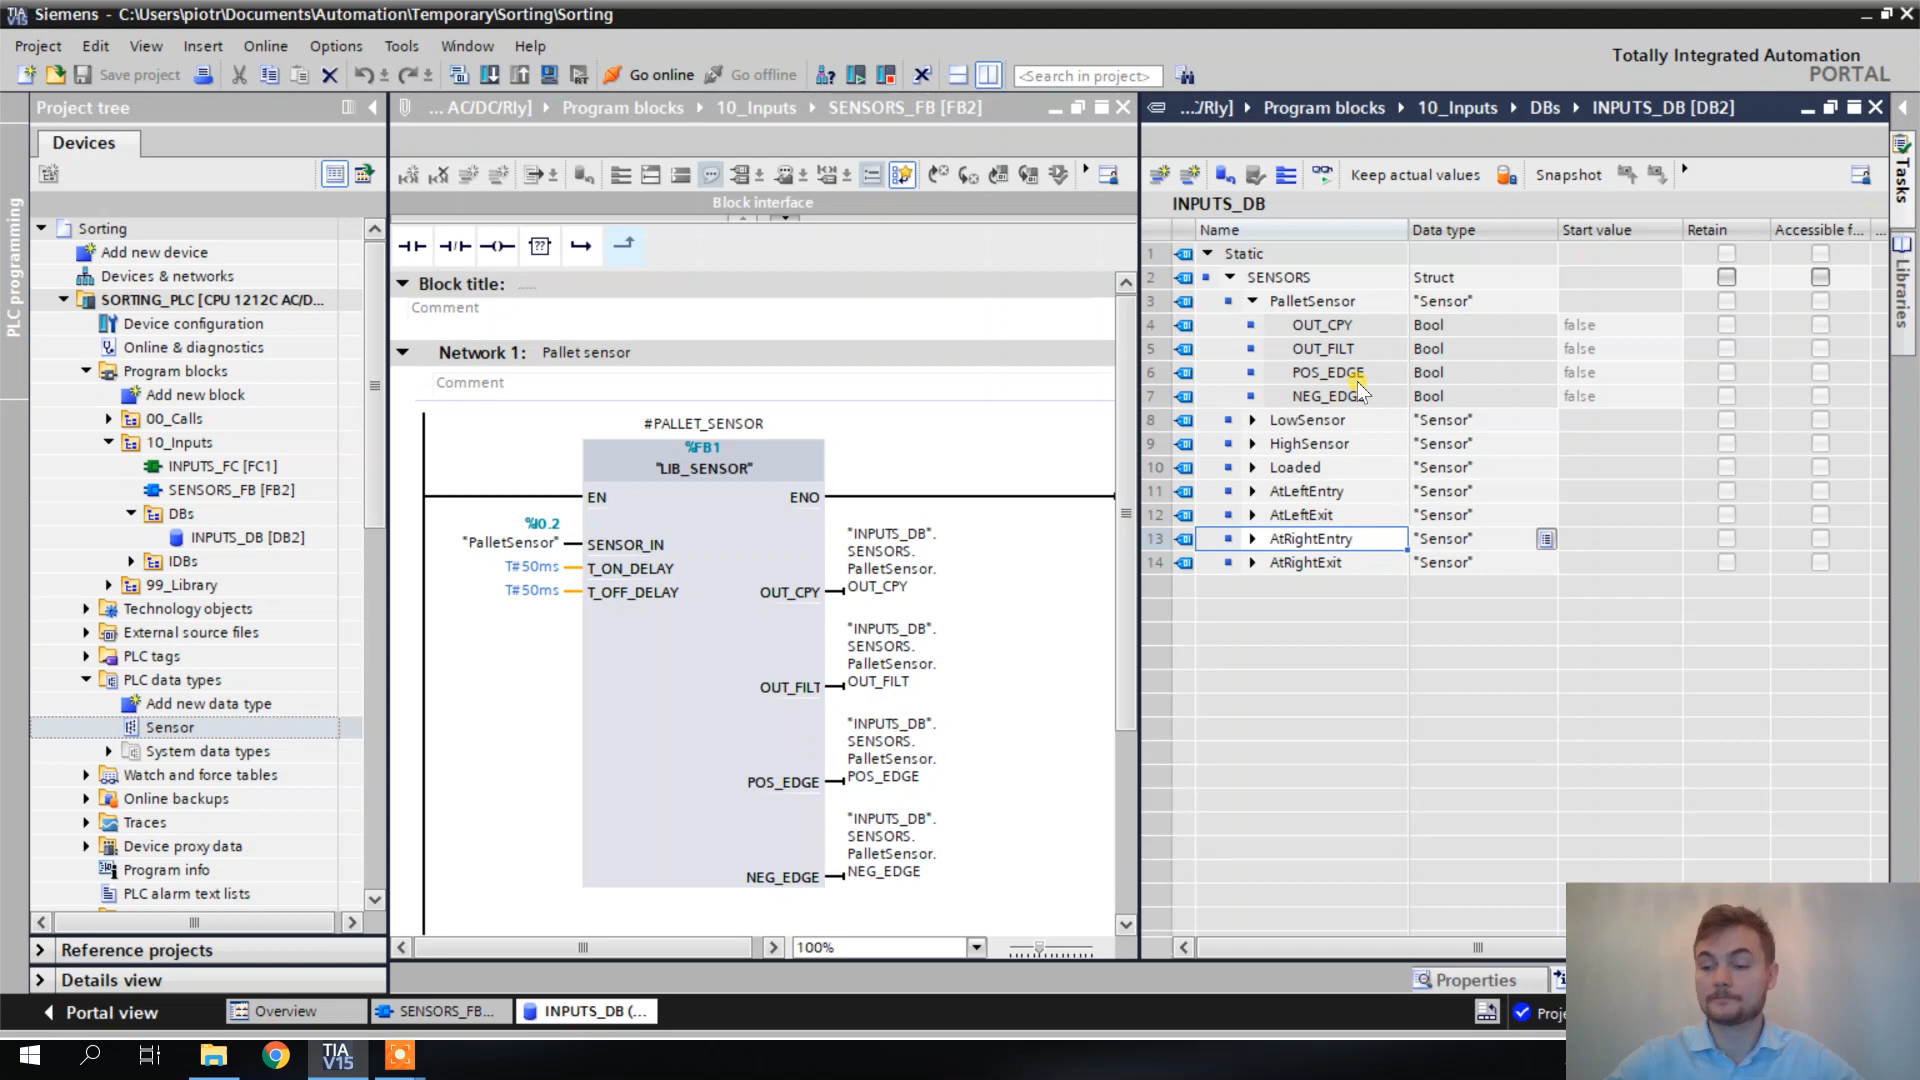 TIA V15 Siemens - C:\Users\piotr\Documents\Automation\Temporary\Sorting\Sorting
Project Edit View Insert Online Options Tools Window Help
Totally Integrated Automation
PORTAL
Save project Go online Go offline <Search in project>
PLC programming
Project tree
Devices
Sorting
Add new device
Devices & networks
SORTING_PLC [CPU 1212C AC/D...
Device configuration
Online & diagnostics
Program blocks
Add new block
00_Calls
10_Inputs
INPUTS_FC [FC1]
SENSORS_FB [FB2]
DBs
INPUTS_DB [DB2]
IDBs
99_Library
Technology objects
External source files
PLC tags
PLC data types
Add new data type
Sensor
System data types
Watch and force tables
Online backups
Traces
Device proxy data
Program info
PLC alarm text lists
Reference projects
Details view
... AC/DC/Rly] Program blocks 10_Inputs SENSORS_FB [FB2]
Block interface
??
Block title: .....
Comment
Network 1: Pallet sensor
Comment
#PALLET_SENSOR
%FB1
"LIB_SENSOR"
EN ENO
%I0.2
"PalletSensor" SENSOR_IN
T#50ms T_ON_DELAY
T#50ms T_OFF_DELAY
OUT_CPY
"INPUTS_DB".
SENSORS.
PalletSensor.
OUT_CPY
OUT_FILT
"INPUTS_DB".
SENSORS.
PalletSensor.
OUT_FILT
POS_EDGE
"INPUTS_DB".
SENSORS.
PalletSensor.
POS_EDGE
NEG_EDGE
"INPUTS_DB".
SENSORS.
PalletSensor.
NEG_EDGE
100%
.../Rly] Program blocks 10_Inputs DBs INPUTS_DB [DB2]
Keep actual values Snapshot
INPUTS_DB
Name Data type Start value Retain Accessible f... ...
1 Static
2 SENSORS Struct
3 PalletSensor "Sensor"
4 OUT_CPY Bool false
5 OUT_FILT Bool false
6 POS_EDGE Bool false
7 NEG_EDGE Bool false
8 LowSensor "Sensor"
9 HighSensor "Sensor"
10 Loaded "Sensor"
11 AtLeftEntry "Sensor"
12 AtLeftExit "Sensor"
13 AtRightEntry "Sensor"
14 AtRightExit "Sensor"
Tasks
Libraries
Properties
Portal view Overview SENSORS_FB... INPUTS_DB (... Proje
TIA
V15